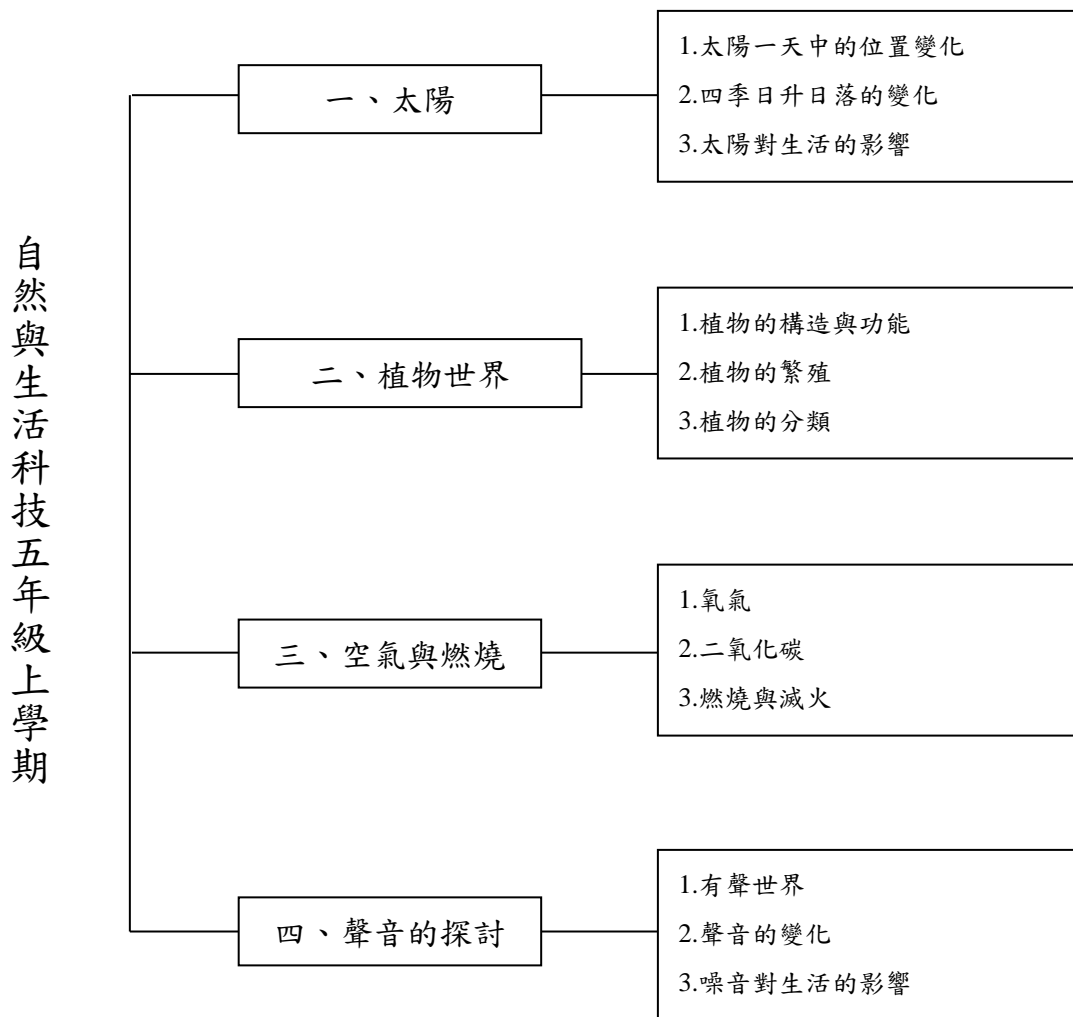 自然與生活科技五年級上學期
一、太陽
1.太陽一天中的位置變化
2.四季日升日落的變化
3.太陽對生活的影響
二、植物世界
1.植物的構造與功能
2.植物的繁殖
3.植物的分類
三、空氣與燃燒
1.氧氣
2.二氧化碳
3.燃燒與滅火
四、聲音的探討
1.有聲世界
2.聲音的變化
3.噪音對生活的影響